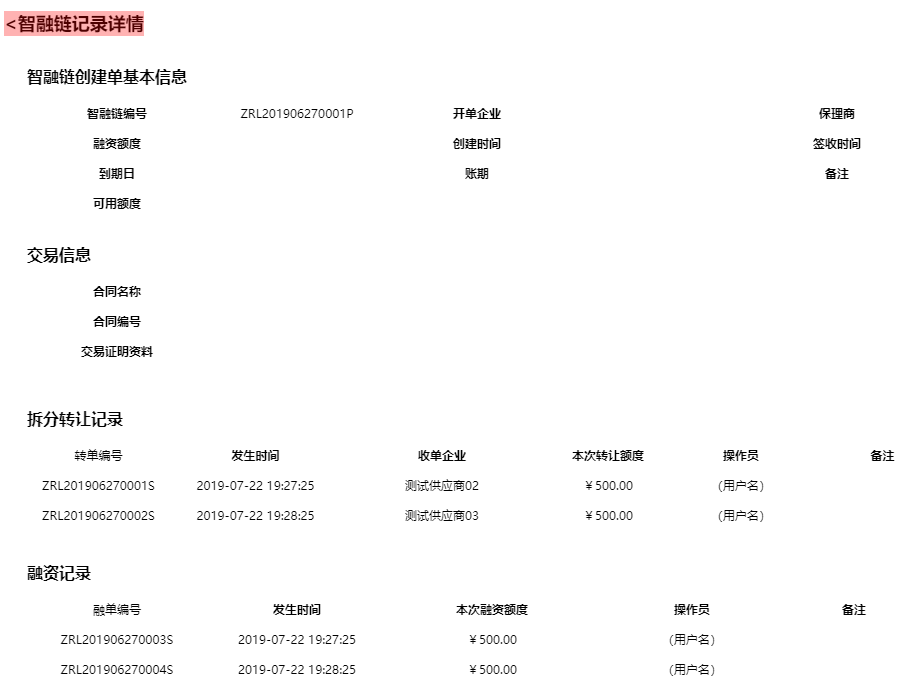 <智融链记录详情
智融链创建单基本信息
智融链编号 ZRL201906270001P 开单企业 保理商
融资额度 创建时间 签收时间
到期日 账期 备注
可用额度
交易信息
合同名称
合同编号
交易证明资料
拆分转让记录
转单编号 发生时间 收单企业 本次转让额度 操作员 备注
ZRL201906270001S 2019-07-22 19:27:25 测试供应商02 ￥500.00 (用户名)
ZRL201906270002S 2019-07-22 19:28:25 测试供应商03 ￥500.00 (用户名)
融资记录
融单编号 发生时间 本次融资额度 操作员 备注
ZRL201906270003S 2019-07-22 19:27:25 ￥500.00 (用户名)
ZRL201906270004S 2019-07-22 19:28:25 ￥500.00 (用户名)